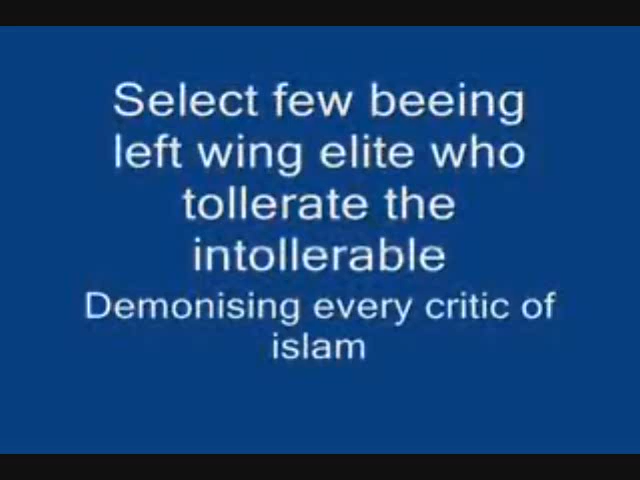 Select few beeing
left wing elite who
tollerate the
intollerable
Demonising every critic of
islam